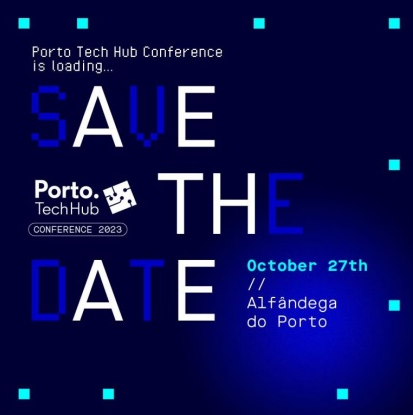 Porto Tech Hub Conference
is loading...
SAVE
Porto.
TechHub
CONFERENCE 2023
THE
DATE
October 27th
//
Alfândega
do Porto